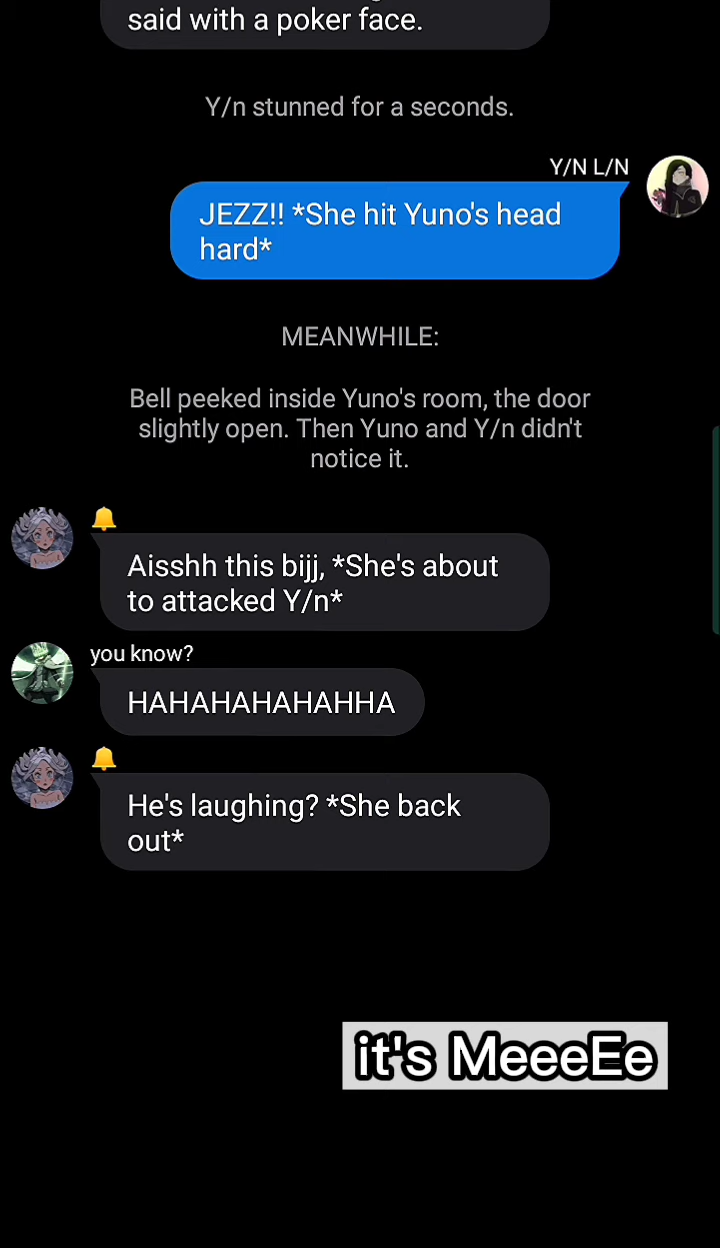 said with a poker face.
Y/n stunned for a seconds.
Y/N L/N
JEZZ!! *She hit Yuno's head
hard*
MEANWHILE:
Bell peeked inside Yuno's room, the door
slightly open. Then Yuno and Y/n didn't
notice it.
🔔
Aisshh this bijj, *She's about
to attacked Y/n*
you know?
HAHAHAHAHAHHA
🔔
He's laughing? *She back
out*
it's MeeeEe